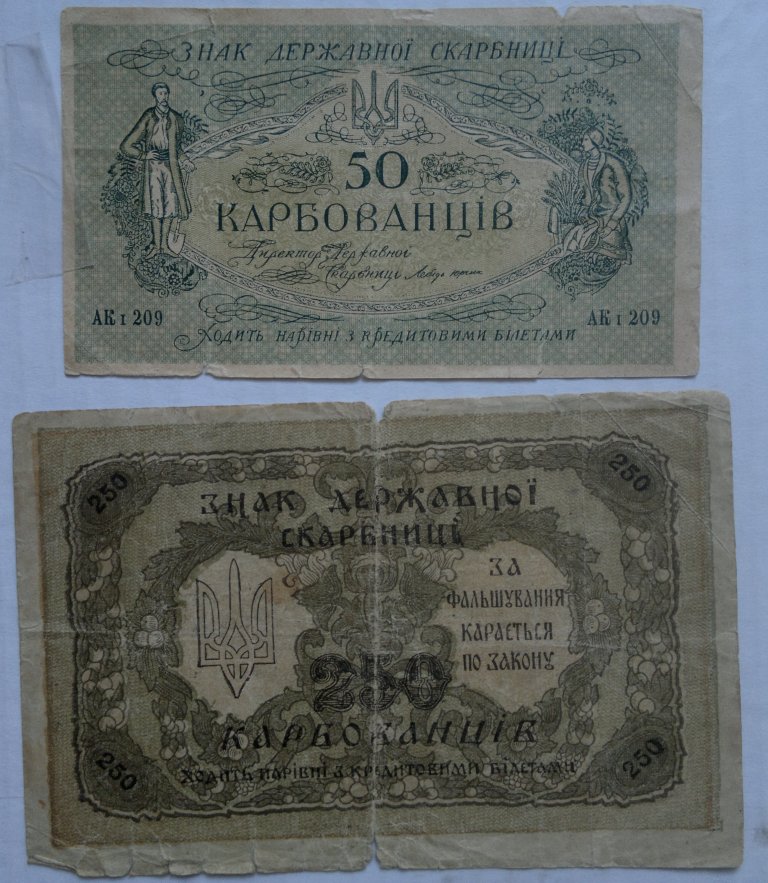 ЗНАК ДЕРЖАВНОЇ СКАРБНИЦІ
50
КАРБОВАНЦІВ
Директор Державної
Скарбниці
АК І 209 АК І 209
Ходить нарівні з кредитовими білетами
250 250
ЗНАК ДЕРЖАВНОЇ
СКАРБНИЦІ
ЗА
ФАЛЬШУВАННЯ
КАРАЄТЬСЯ
ПО ЗАКОНУ
250
КАРБОВАНЦІВ
ХОДИТЬ НАРІВНІ З КРЕДИТОВИМИ БІЛЕТАМИ
250 250